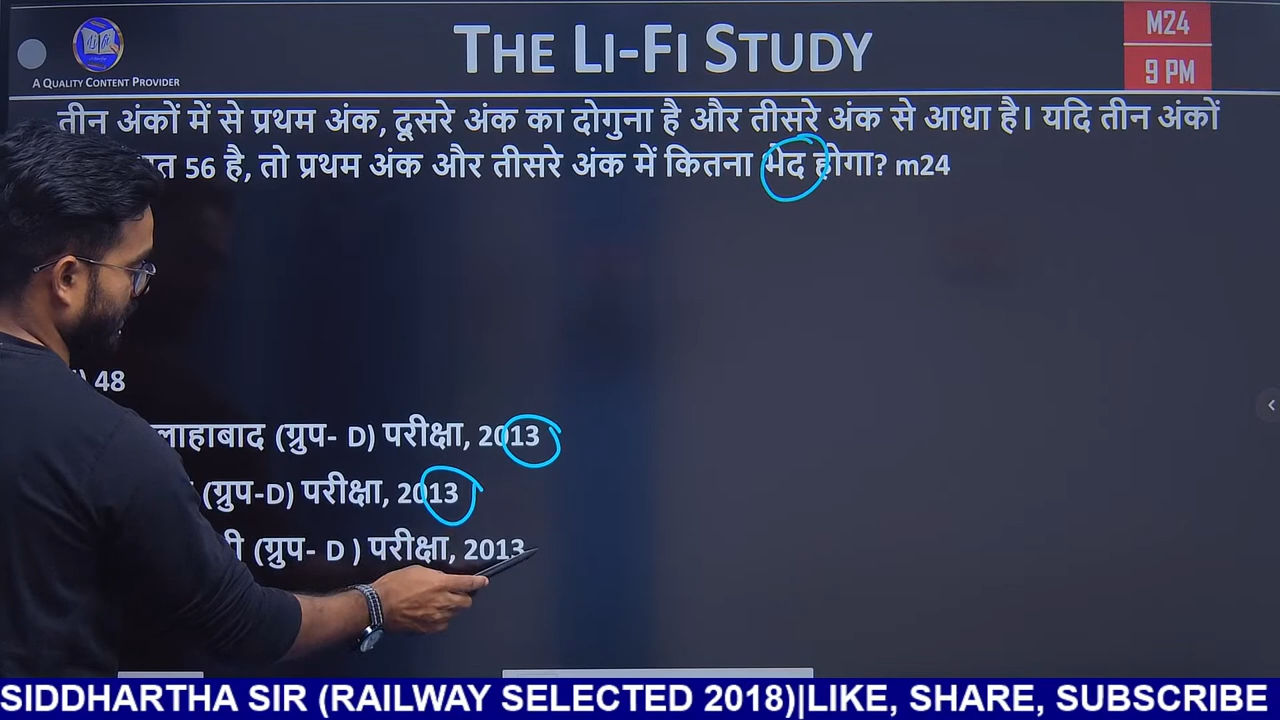 THE LI-FI STUDY
M24
9 PM
A QUALITY CONTENT PROVIDER
तीन अंकों में से प्रथम अंक, दूसरे अंक का दोगुना है और तीसरे अंक से आधा है। यदि तीन अंकों
56 है, तो प्रथम अंक और तीसरे अंक में कितना भेद होगा? m24
48
(ग्रुप- D) परीक्षा, 2013
(ग्रुप-D) परीक्षा, 2013
(ग्रुप- D ) परीक्षा, 2013
SIDDHARTHA SIR (RAILWAY SELECTED 2018)|LIKE, SHARE, SUBSCRIBE